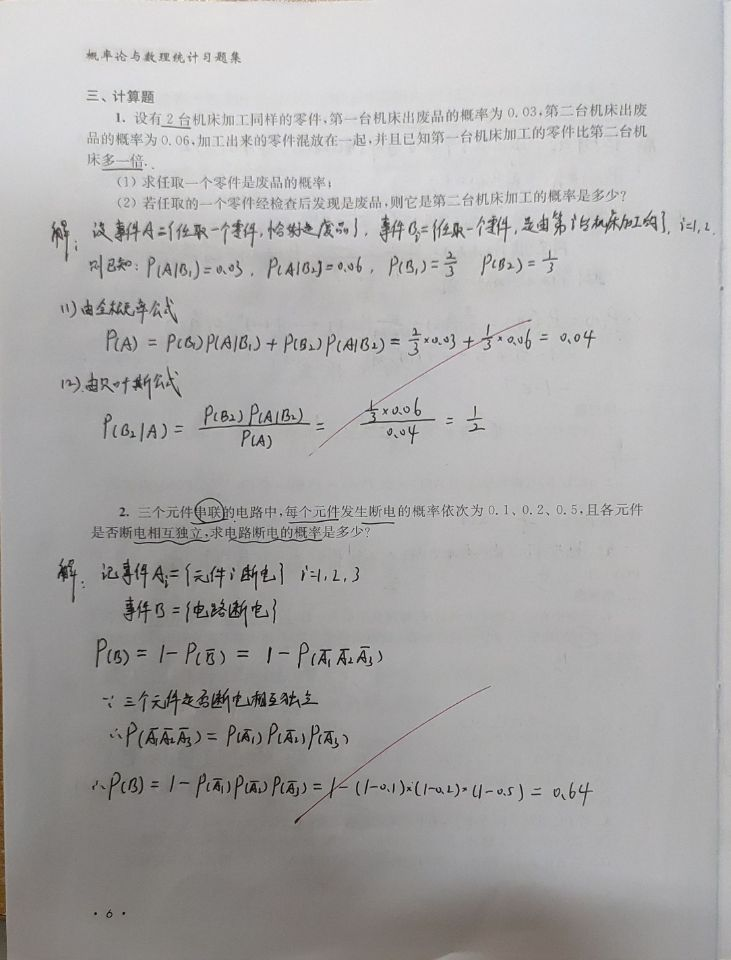 概率论与数理统计习题集
三、计算题
1. 设有2台机床加工同样的零件,第一台机床出废品的概率为0.03,第二台机床出废
品的概率为0.06,加工出来的零件混放在一起,并且已知第一台机床加工的零件比第二台机
床多一倍.
(1) 求任取一个零件是废品的概率;
(2) 若任取的一个零件经检查后发现是废品,则它是第二台机床加工的概率是多少?
解: 设事件A={任取一个零件,恰好是废品}, 事件Bi={任取一个零件,是由第i台机床加工的}, i=1,2.
则已知: P(A|B₁)=0.03, P(A|B₂)=0.06, P(B₁)=2/3 P(B₂)=1/3
(1) 由全概率公式
P(A) = P(B₁)P(A|B₁) + P(B₂)P(A|B₂) = 2/3×0.03 + 1/3×0.06 = 0.04
(2) 由贝叶斯公式
P(B₂|A) = P(B₂)P(A|B₂)/P(A) = (1/3×0.06)/0.04 = 1/2
2. 三个元件串联的电路中,每个元件发生断电的概率依次为0.1、0.2、0.5,且各元件
是否断电相互独立,求电路断电的概率是多少?
解: 记事件Ai={元件i断电} i=1,2,3
事件B={电路断电}
P(B) = 1-P(B̅) = 1-P(A̅₁A̅₂A̅₃)
∵ 三个元件是否断电相互独立
∴P(A̅₁A̅₂A̅₃) = P(A̅₁)P(A̅₂)P(A̅₃)
∴P(B) = 1-P(A̅₁)P(A̅₂)P(A̅₃) = 1-(1-0.1)×(1-0.2)×(1-0.5) = 0.64
· 6 ·